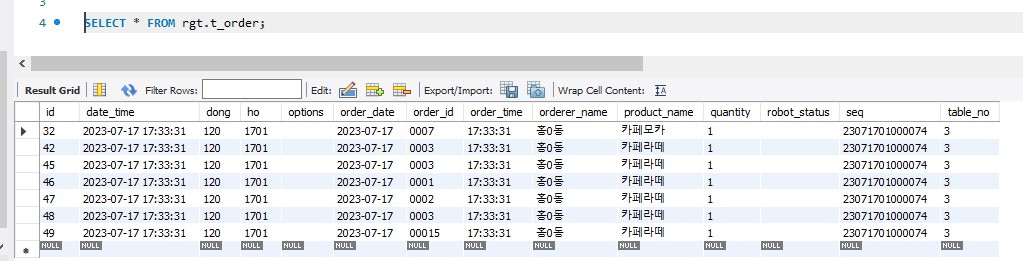 3
4 SELECT * FROM rgt.t_order;
Result Grid Filter Rows: Edit: Export/Import: Wrap Cell Content:
id date_time dong ho options order_date order_id order_time orderer_name product_name quantity robot_status seq table_no
32 2023-07-17 17:33:31 120 1701 2023-07-17 0007 17:33:31 홍0동 카페모카 1 23071701000074 3
42 2023-07-17 17:33:31 120 1701 2023-07-17 0003 17:33:31 홍0동 카페라떼 1 23071701000074 3
45 2023-07-17 17:33:31 120 1701 2023-07-17 0003 17:33:31 홍0동 카페라떼 1 23071701000074 3
46 2023-07-17 17:33:31 120 1701 2023-07-17 0001 17:33:31 홍0동 카페라떼 1 23071701000074 3
47 2023-07-17 17:33:31 120 1701 2023-07-17 0002 17:33:31 홍0동 카페라떼 1 23071701000074 3
48 2023-07-17 17:33:31 120 1701 2023-07-17 0003 17:33:31 홍0동 카페라떼 1 23071701000074 3
49 2023-07-17 17:33:31 120 1701 2023-07-17 00015 17:33:31 홍0동 카페라떼 1 23071701000074 3
NULL NULL NULL NULL NULL NULL NULL NULL NULL NULL NULL NULL NULL NULL